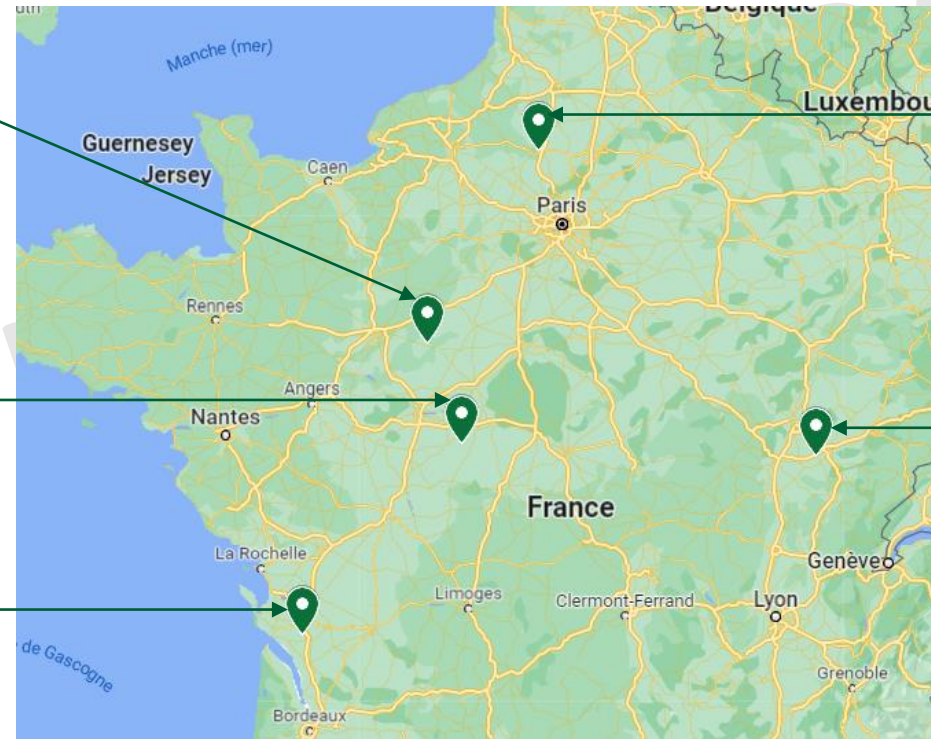 Belgique
Manche (mer)
Luxembou
Guernesey
Jersey
Caen
Paris
Rennes
Angers
Nantes
France
La Rochelle
Genève
Limoges
Clermont-Ferrand
Lyon
de Gascogne
Grenoble
Bordeaux